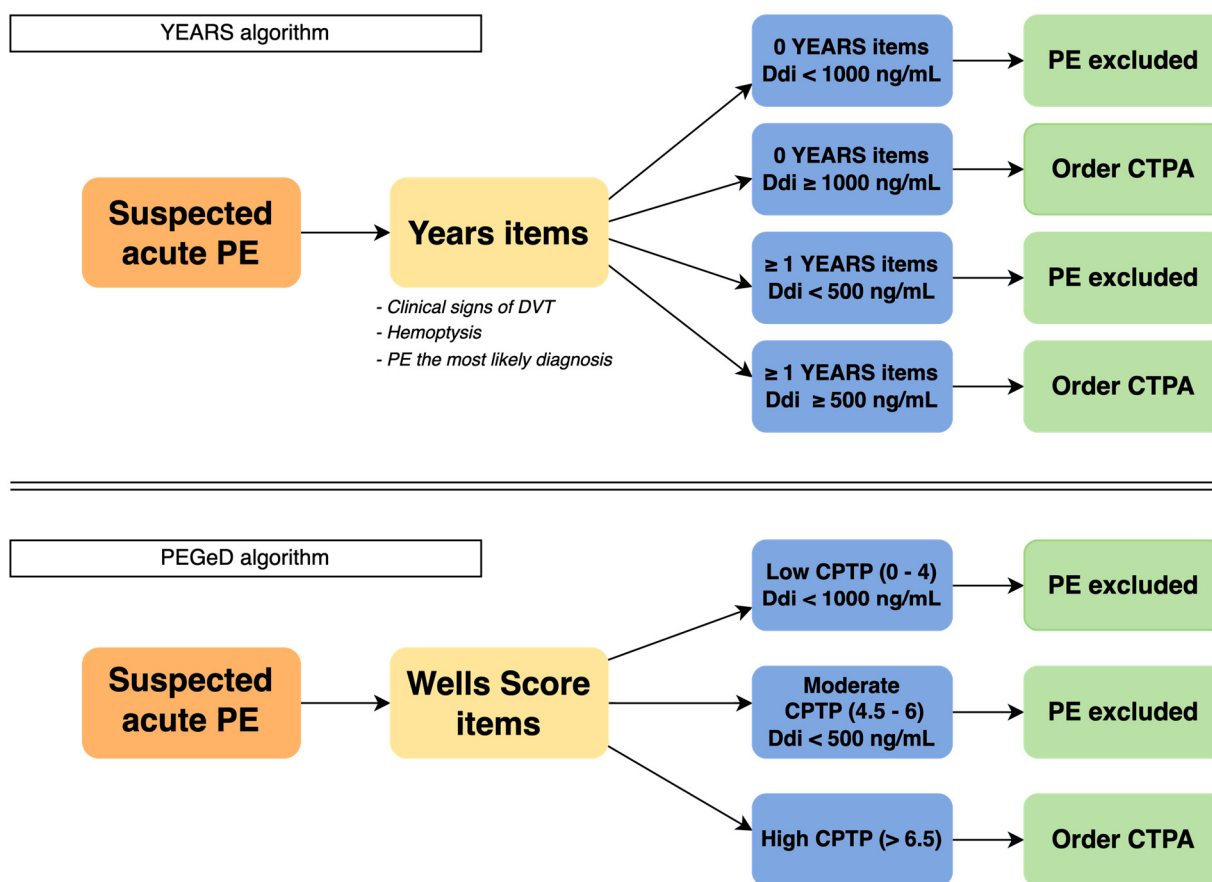 YEARS algorithm
Suspected
acute PE
Years items
- Clinical signs of DVT
- Hemoptysis
- PE the most likely diagnosis
0 YEARS items
Ddi < 1000 ng/mL
PE excluded
0 YEARS items
Ddi ≥ 1000 ng/mL
Order CTPA
≥ 1 YEARS items
Ddi < 500 ng/mL
PE excluded
≥ 1 YEARS items
Ddi ≥ 500 ng/mL
Order CTPA
PEGeD algorithm
Suspected
acute PE
Wells Score
items
Low CPTP (0 - 4)
Ddi < 1000 ng/mL
PE excluded
Moderate
CPTP (4.5 - 6)
Ddi < 500 ng/mL
PE excluded
High CPTP (> 6.5)
Order CTPA